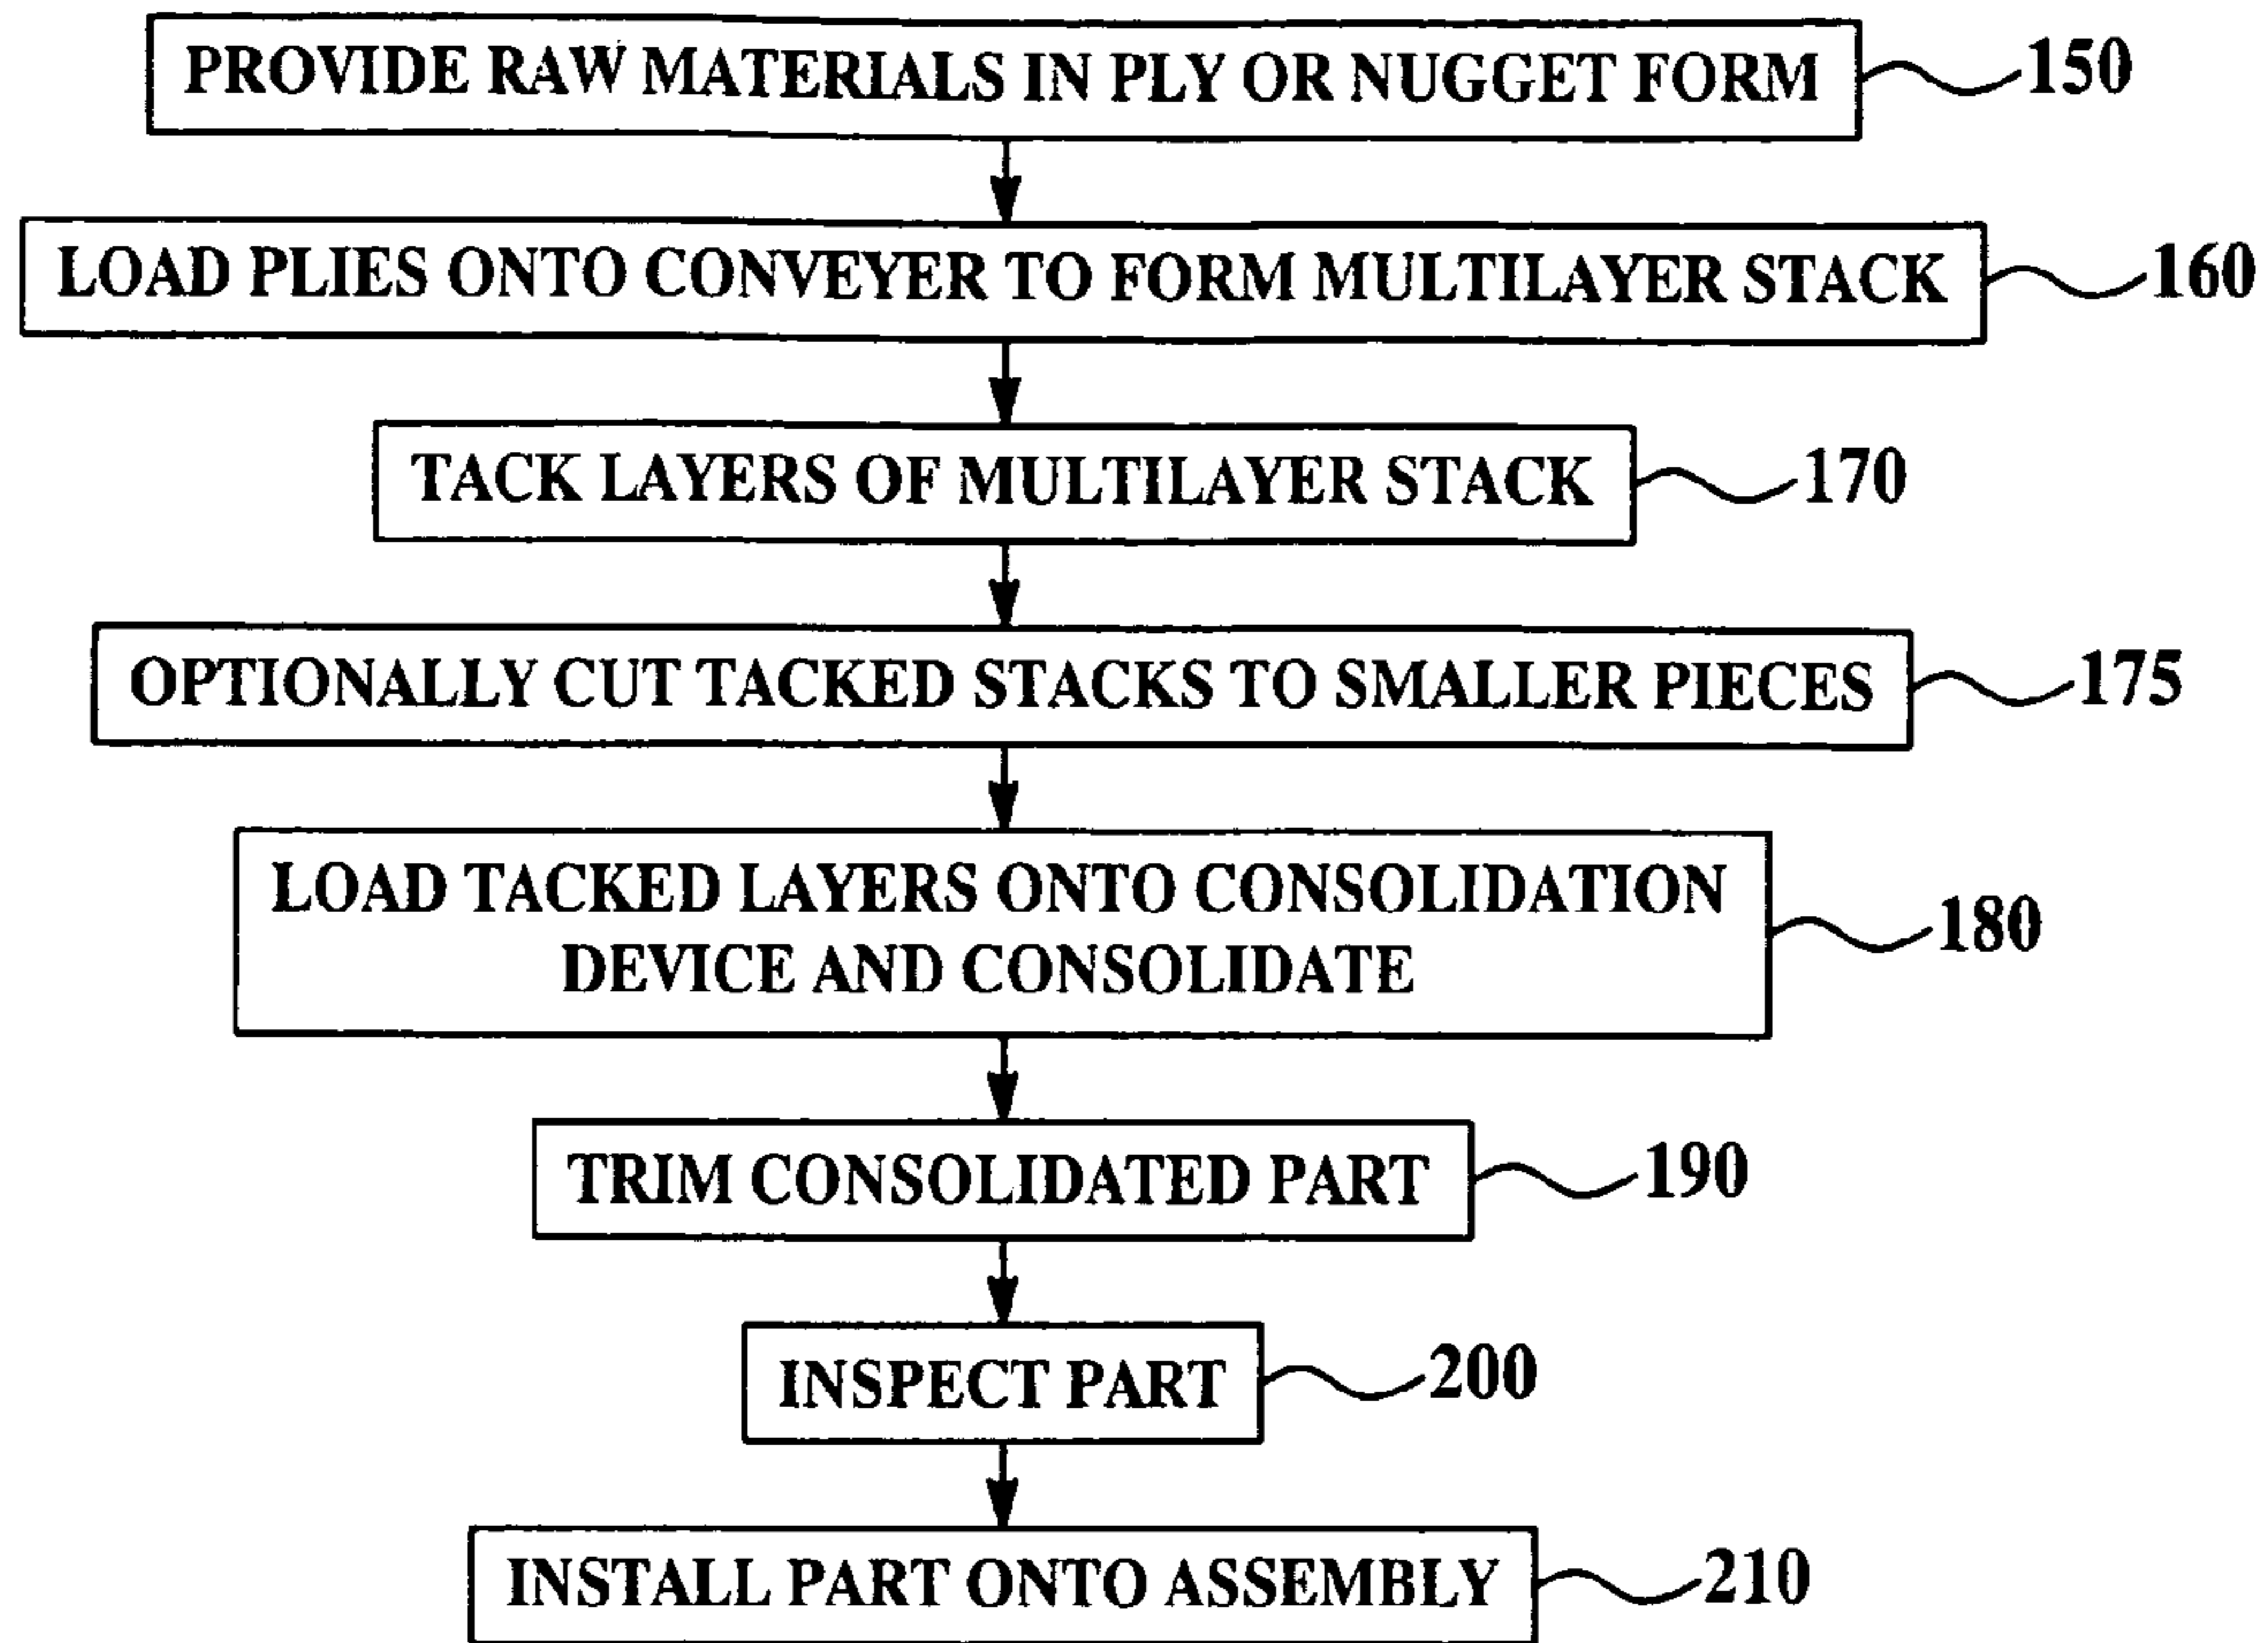 PROVIDE RAW MATERIALS IN PLY OR NUGGET FORM
150
LOAD PLIES ONTO CONVEYER TO FORM MULTILAYER STACK
160
TACK LAYERS OF MULTILAYER STACK
170
OPTIONALLY CUT TACKED STACKS TO SMALLER PIECES
175
LOAD TACKED LAYERS ONTO CONSOLIDATION
DEVICE AND CONSOLIDATE
180
TRIM CONSOLIDATED PART
190
INSPECT PART
200
INSTALL PART ONTO ASSEMBLY
210